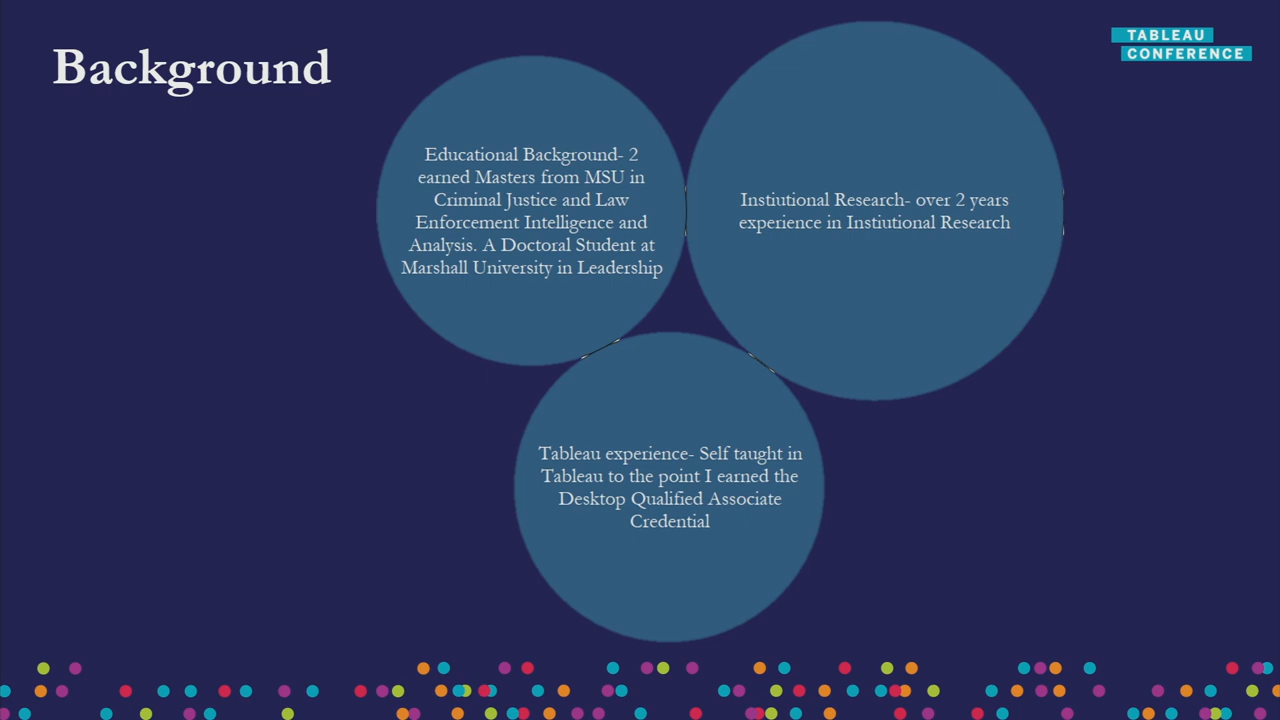 Background
TABLEAU
CONFERENCE
Educational Background- 2
earned Masters from MSU in
Criminal Justice and Law
Enforcement Intelligence and
Analysis. A Doctoral Student at
Marshall University in Leadership
Instiutional Research- over 2 years
experience in Instiutional Research
Tableau experience- Self taught in
Tableau to the point I earned the
Desktop Qualified Associate
Credential